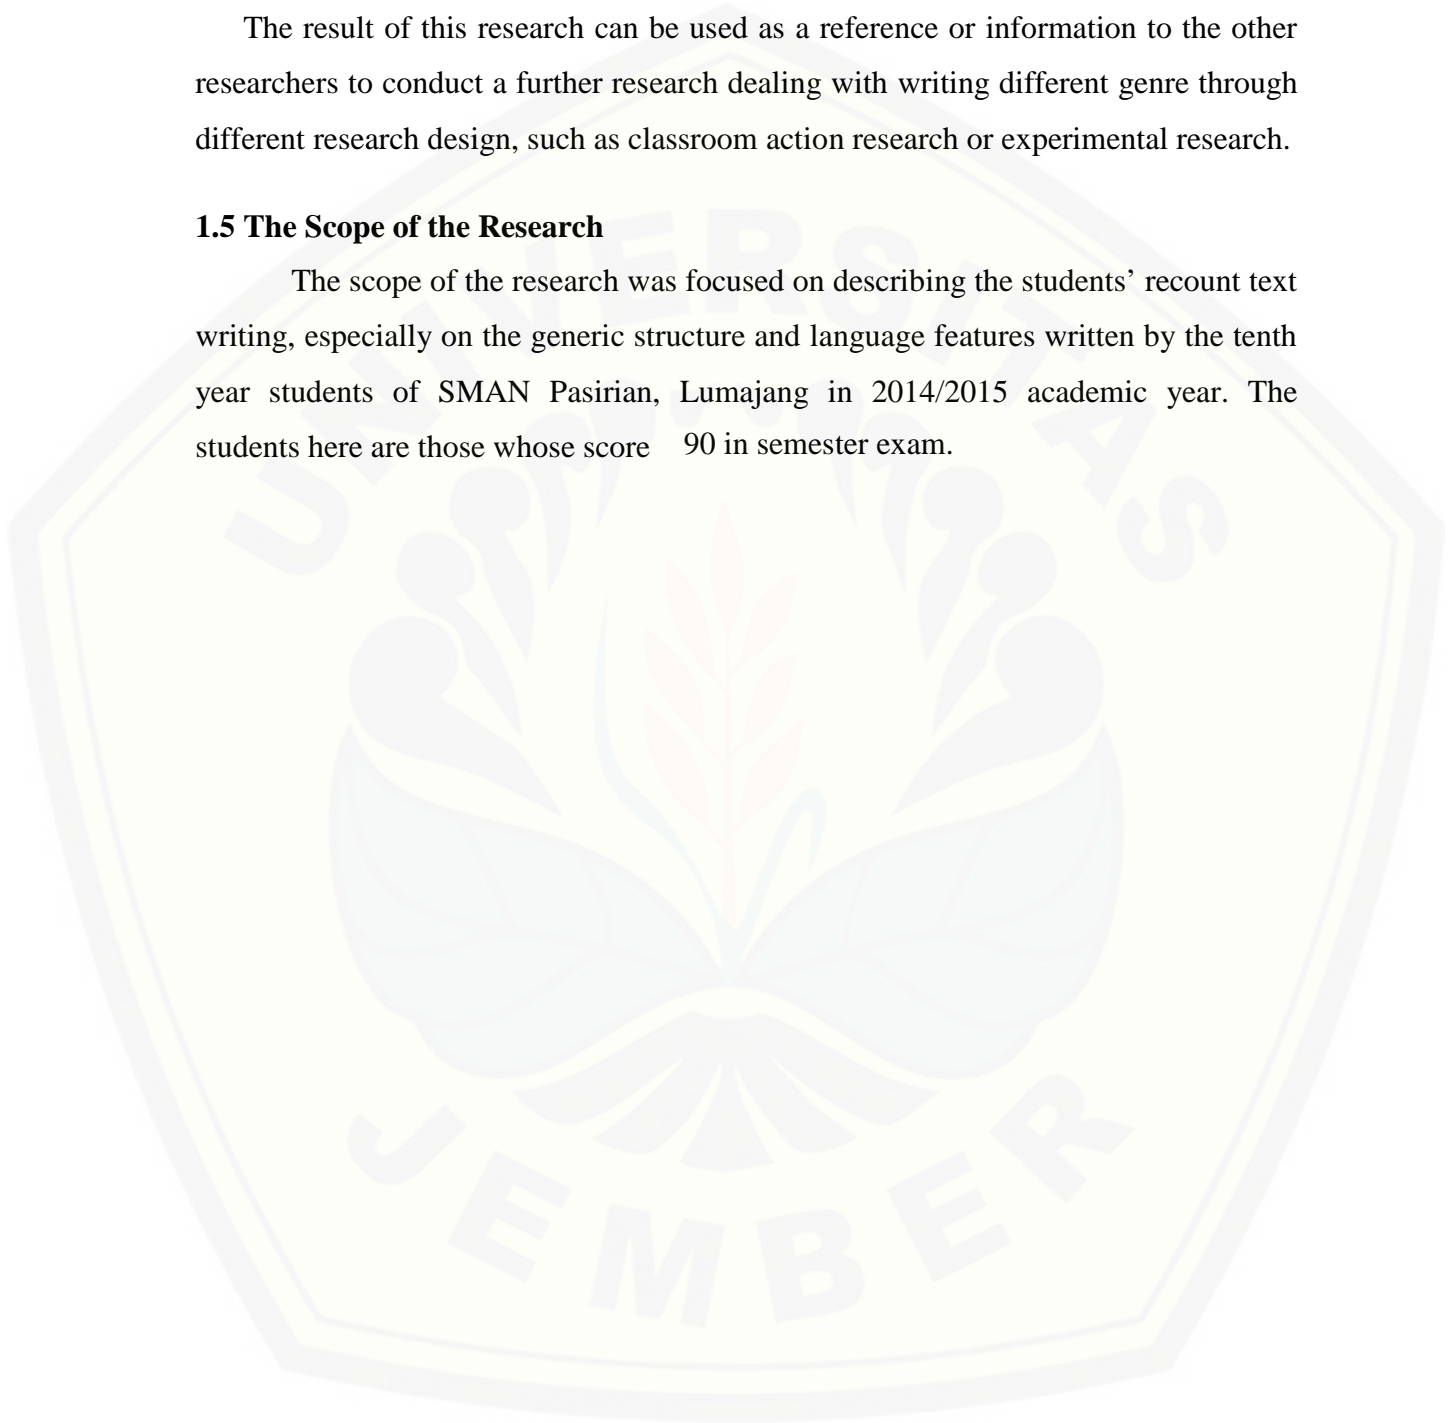 The result of this research can be used as a reference or information to the other
researchers to conduct a further research dealing with writing different genre through
different research design, such as classroom action research or experimental research.
1.5 The Scope of the Research
The scope of the research was focused on describing the students’ recount text
writing, especially on the generic structure and language features written by the tenth
year students of SMAN Pasirian, Lumajang in 2014/2015 academic year. The
students here are those whose score 90 in semester exam.
UNIVERSITAS
JEMBER